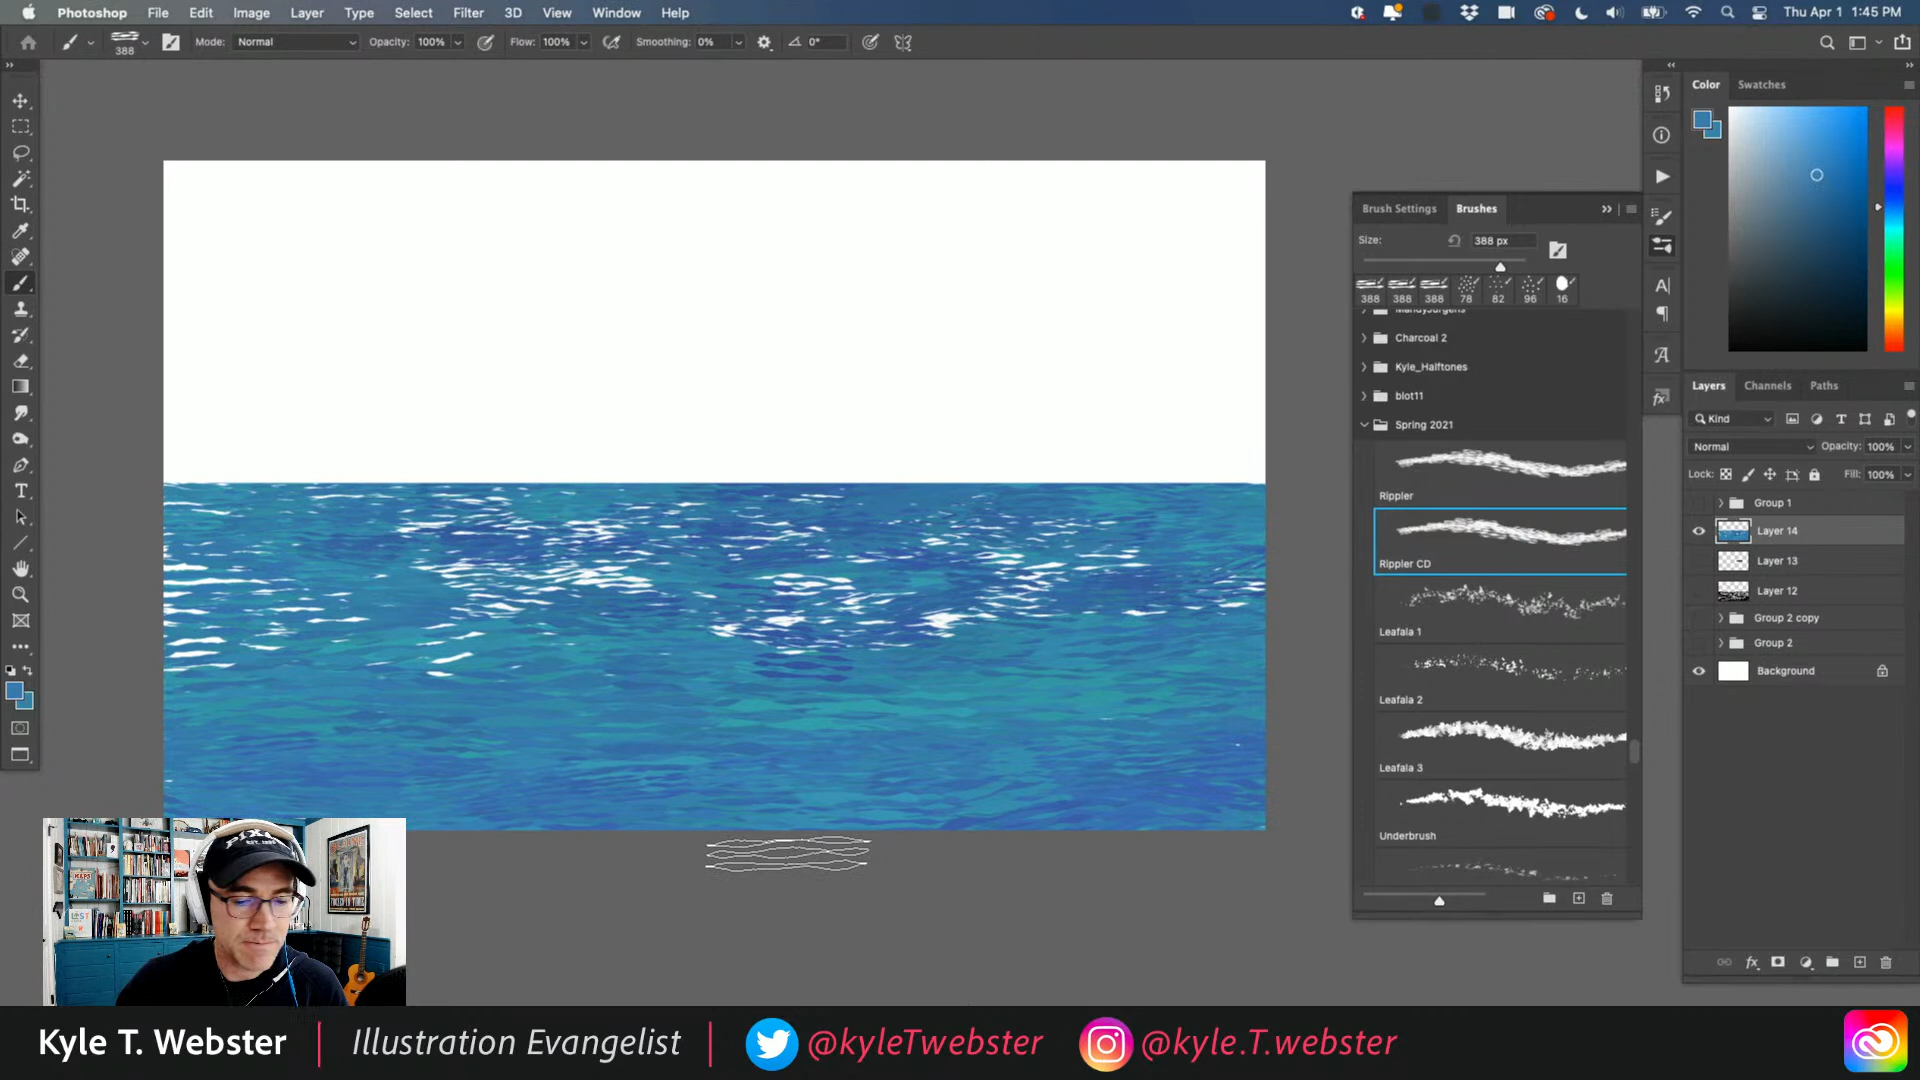 Photoshop File Edit Image Layer Type Select Filter 3D View Window Help Thu Apr 1 1:45 PM
388 Mode: Normal Opacity: 100% Flow: 100% Smoothing: 0% 0°
Color Swatches
Brush Settings Brushes
Size: 388 px
388 388 388 78 82 96 16
MandyJurgens
Charcoal 2
Kyle_Halftones
blot11
Spring 2021
Rippler
Rippler CD
Leafala 1
Leafala 2
Leafala 3
Underbrush
Layers Channels Paths
Kind
Normal Opacity: 100%
Lock: Fill: 100%
Group 1
Layer 14
Layer 13
Layer 12
Group 2 copy
Group 2
Background
Kyle T. Webster | Illustration Evangelist | @kyleTwebster @kyle.T.webster